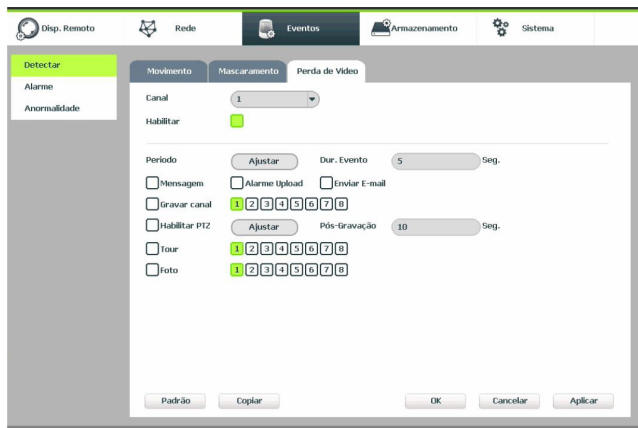 Disp. Remoto Rede Eventos Armazenamento Sistema
Detectar
Alarme
Anormalidade
Movimento Mascaramento Perda de Vídeo
Canal 1
Habilitar
Período Ajustar Dur. Evento 5 Seg.
Mensagem Alarme Upload Enviar E-mail
Gravar canal 1 2 3 4 5 6 7 8
Habilitar PTZ Ajustar Pós-Gravação 10 Seg.
Tour 1 2 3 4 5 6 7 8
Foto 1 2 3 4 5 6 7 8
Padrão Copiar OK Cancelar Aplicar